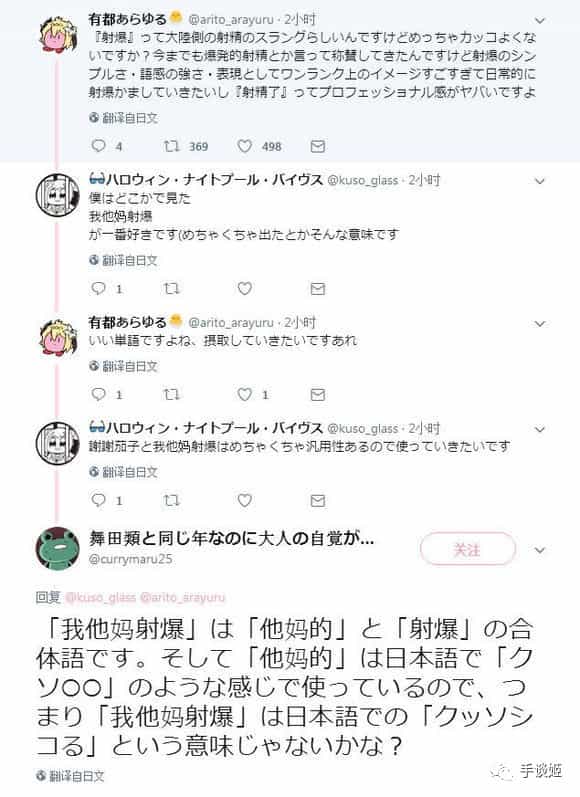 有都あらゆる🐣 @arito_arayuru · 2小时
『射爆』って大陸側の射精のスラングらしいんですけどめっちゃカッコよくな
いですか?今までも爆発的射精とか言って称賛してきたんですけど射爆のシン
プルさ・語感の強さ・表現としてワンランク上のイメージすごすぎて日常的に
射爆かましていきたいし『射精了』ってプロフェッショナル感がヤバいですよ
翻译自日文
4 369 498
👓ハロウィン・ナイトプール・バイヴス @kuso_glass · 2小时
僕はどこかで見た
我他妈射爆
が一番好きです(めちゃくちゃ出たとかそんな意味です
翻译自日文
1
有都あらゆる🐣 @arito_arayuru · 2小时
いい単語ですよね、摂取していきたいですあれ
翻译自日文
1 1
👓ハロウィン・ナイトプール・バイヴス @kuso_glass · 2小时
謝謝茄子と我他妈射爆はめちゃくちゃ汎用性あるので使っていきたいです
翻译自日文
1
舞田類と同じ年なのに大人の自覚が...
关注
@currymaru25
回复 @kuso_glass @arito_arayuru
「我他妈射爆」は「他妈的」と「射爆」の合
体語です。そして「他妈的」は日本語で「ク
ソ○○」のような感じで使っているので、つ
まり「我他妈射爆」は日本語での「クッソシ
コる」という意味じゃないかな?
翻译自日文
手谈姬